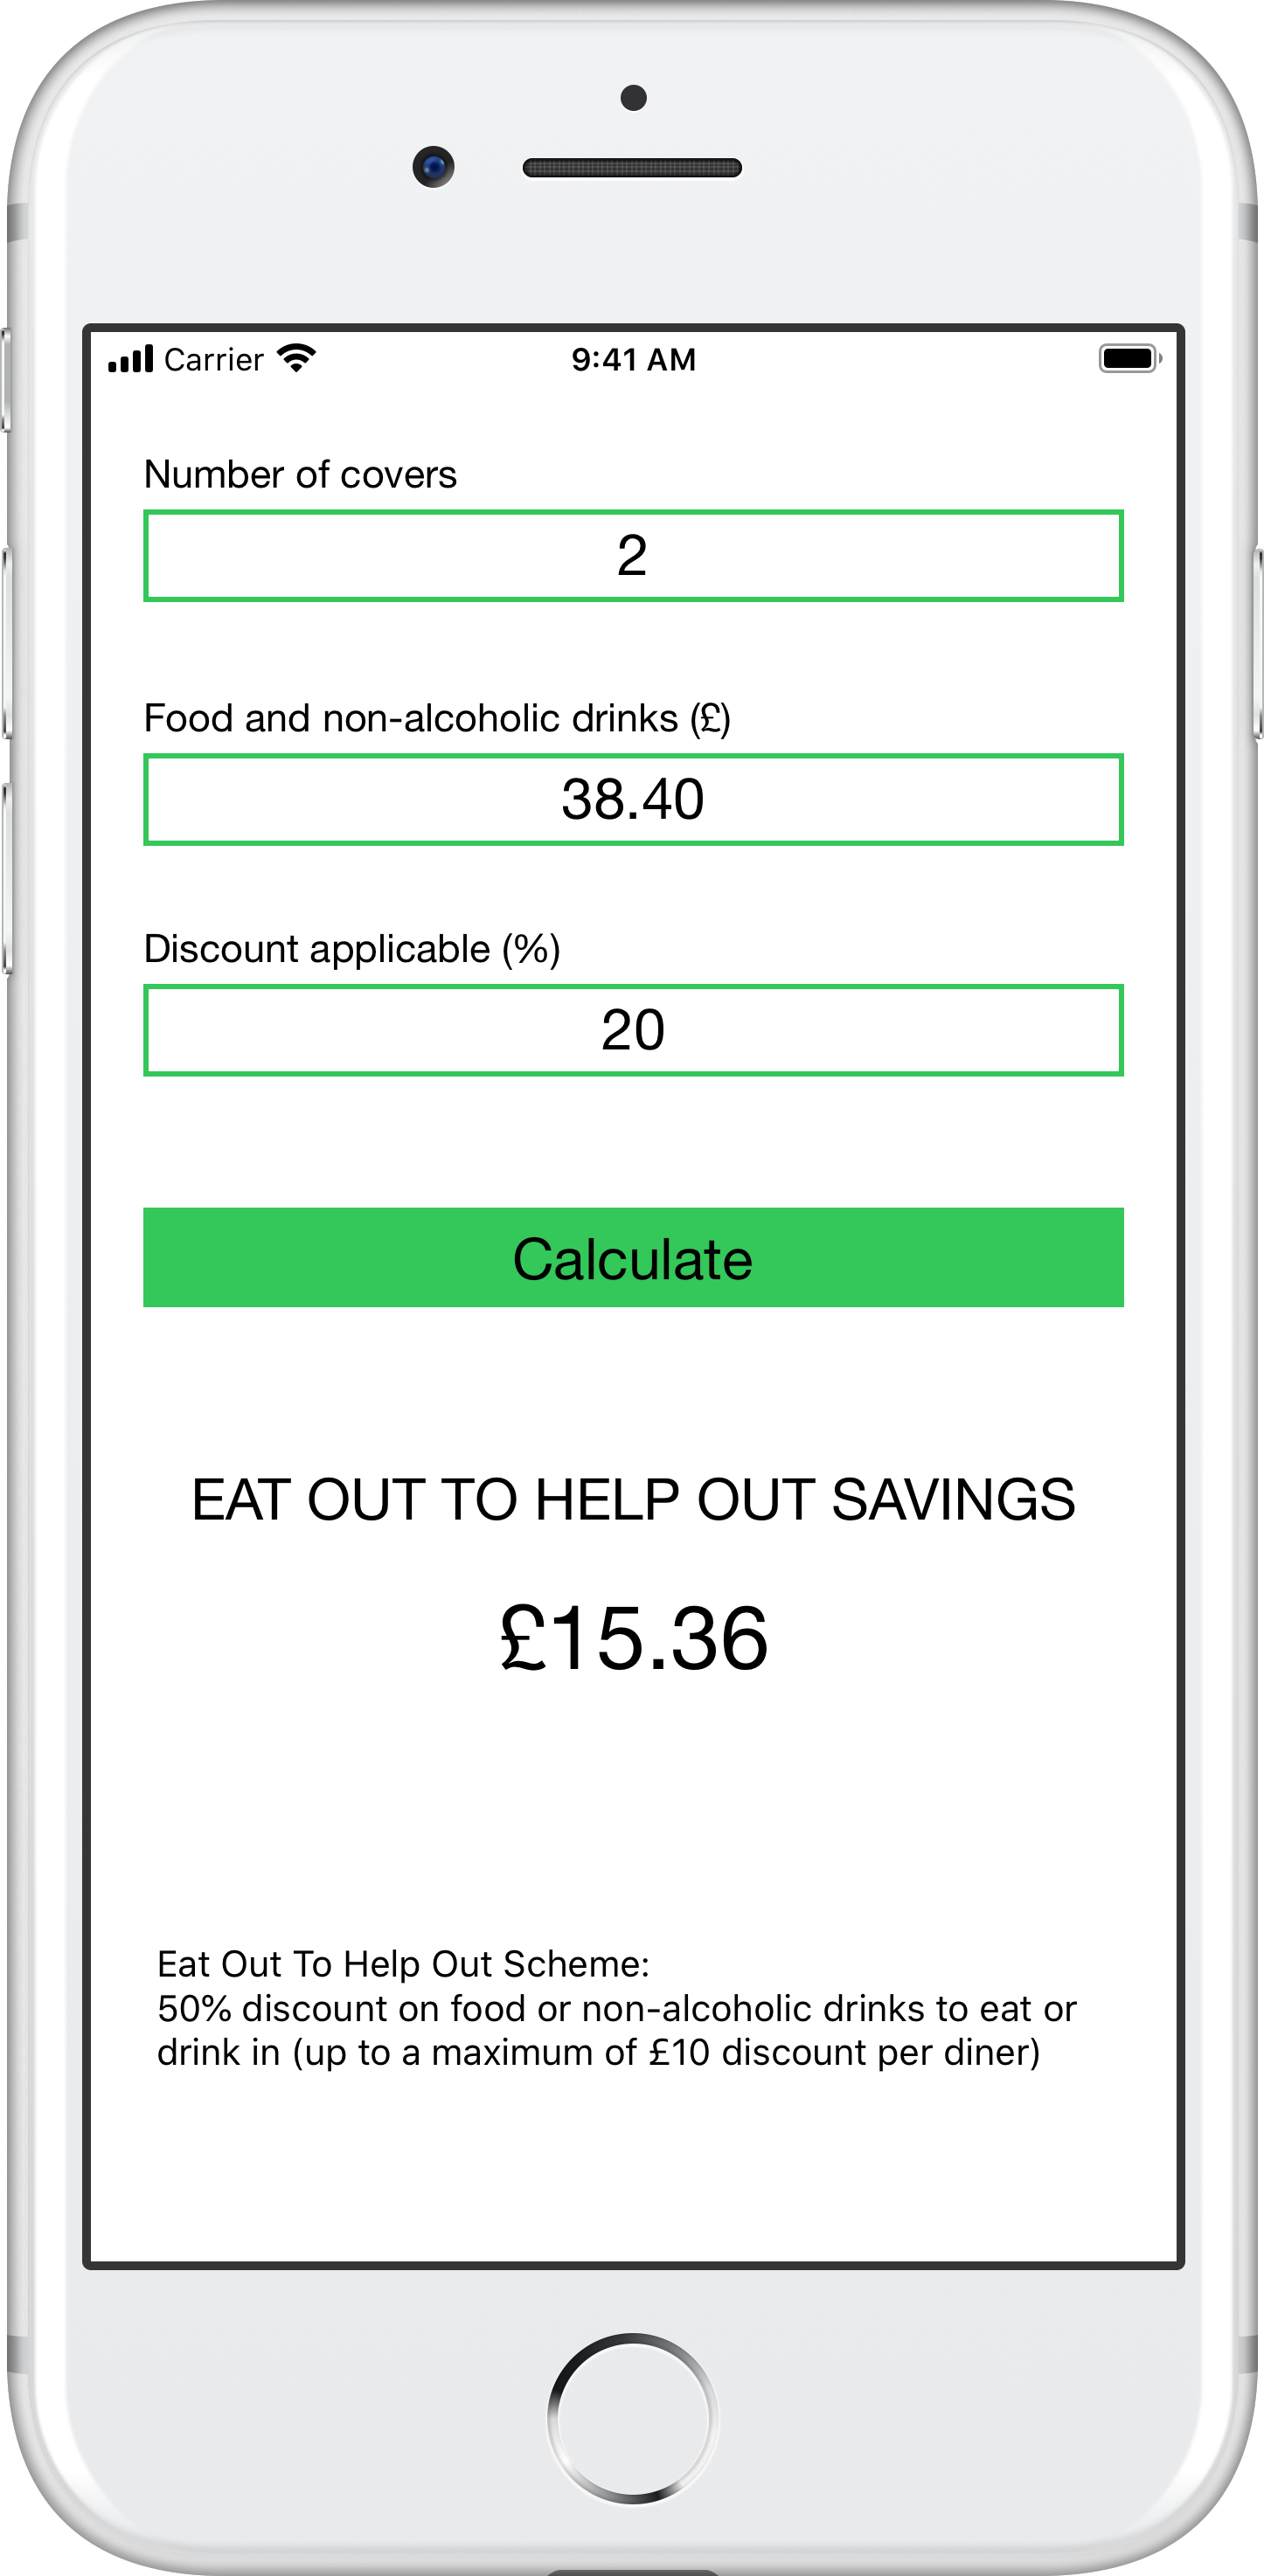 Carrier 9:41 AM
Number of covers
2
Food and non-alcoholic drinks (£)
38.40
Discount applicable (%)
20
Calculate
EAT OUT TO HELP OUT SAVINGS
£15.36
Eat Out To Help Out Scheme:
50% discount on food or non-alcoholic drinks to eat or
drink in (up to a maximum of £10 discount per diner)